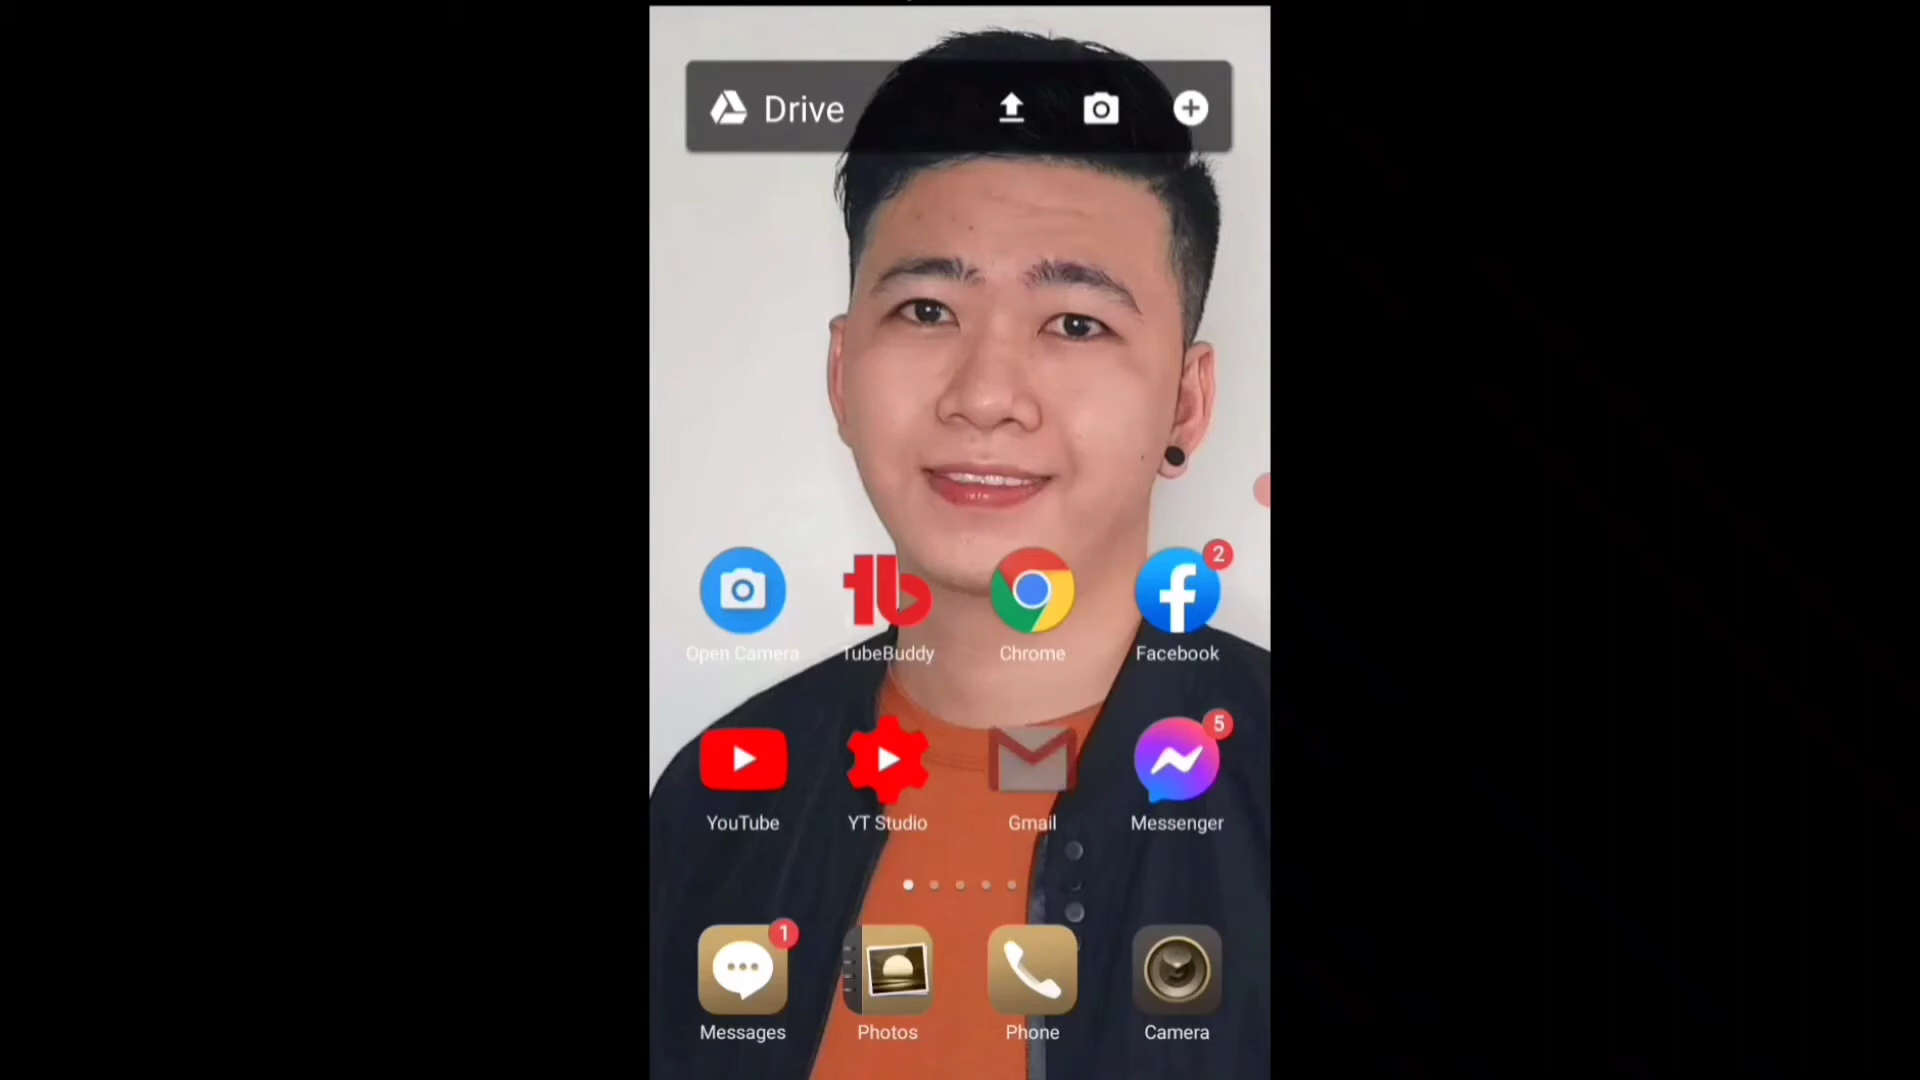 Drive
2
Open Camera TubeBuddy Chrome Facebook
5
YouTube YT Studio Gmail Messenger
1
Messages Photos Phone Camera